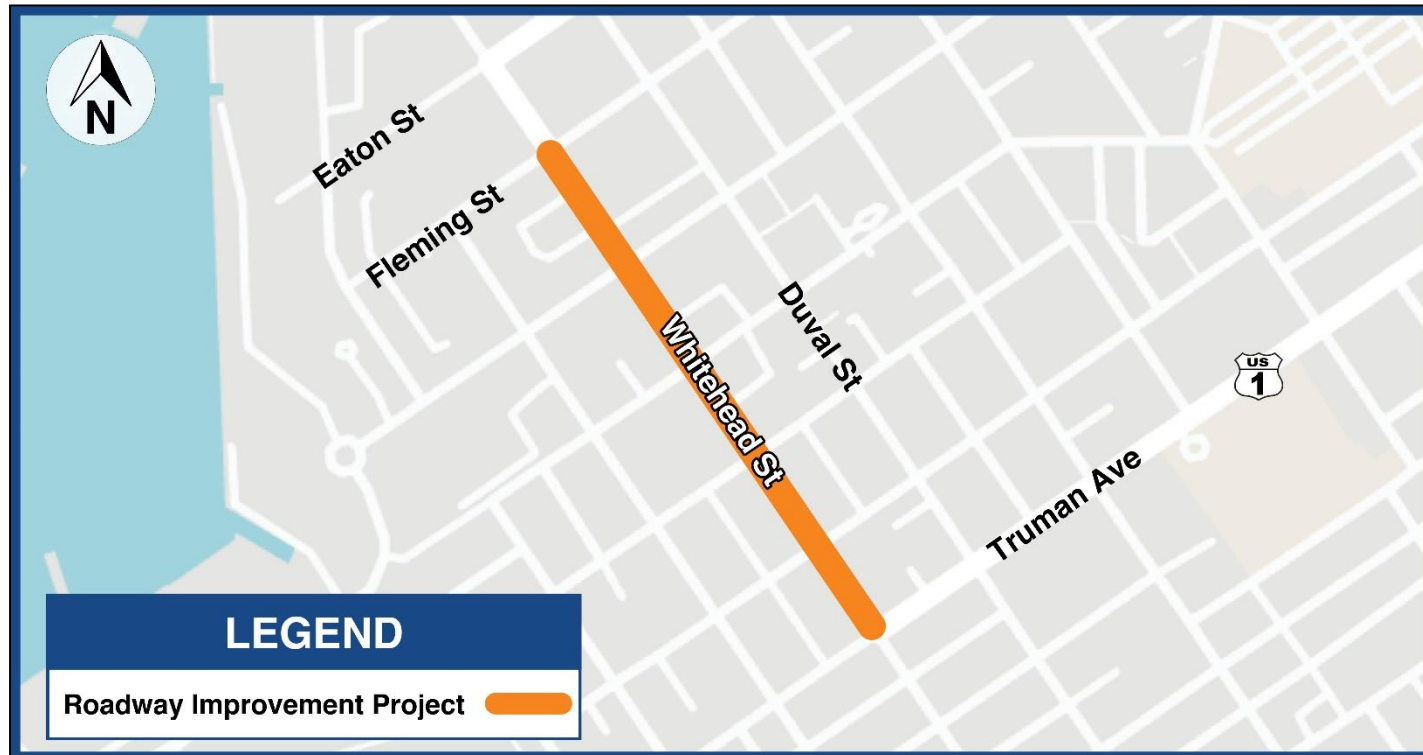 N
Eaton St
Fleming St
Duval St
Whitehead St
US
1
Truman Ave
LEGEND
Roadway Improvement Project